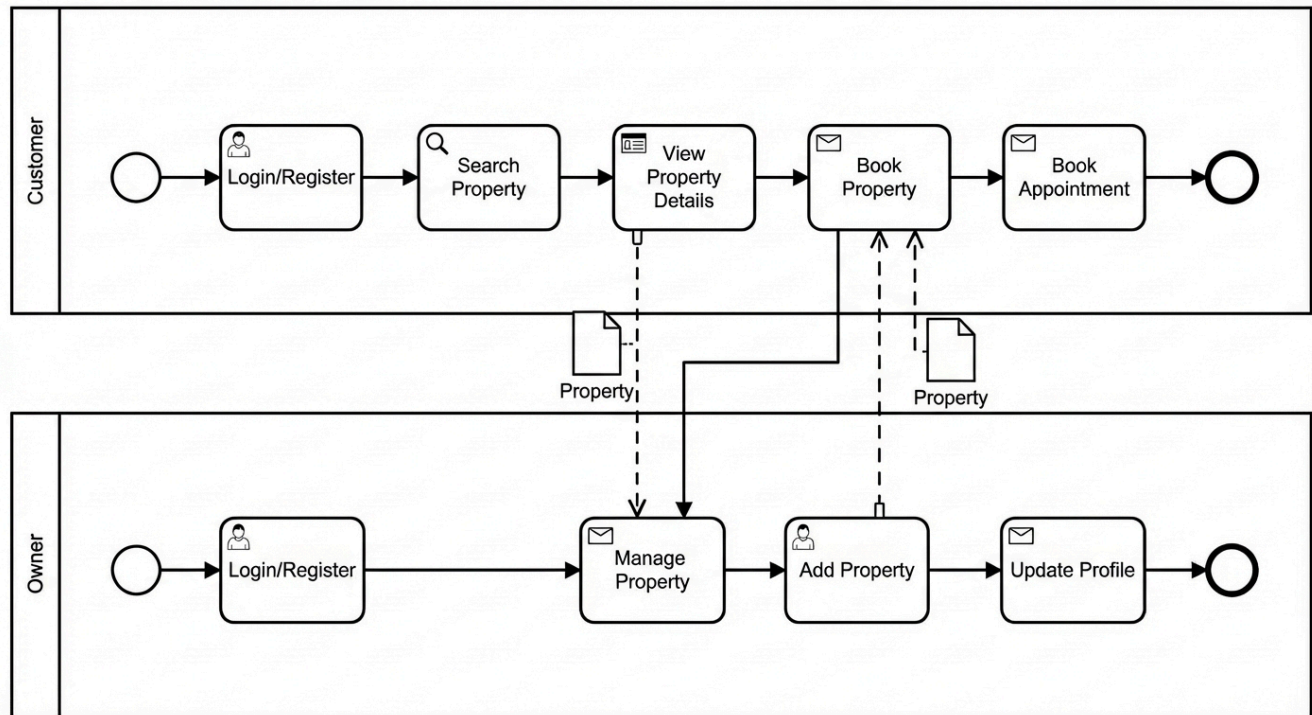 Customer
Login/Register
Search
Property
View
Property
Details
Book
Property
Book
Appointment
Property
Property
Owner
Login/Register
Manage
Property
Add Property
Update Profile